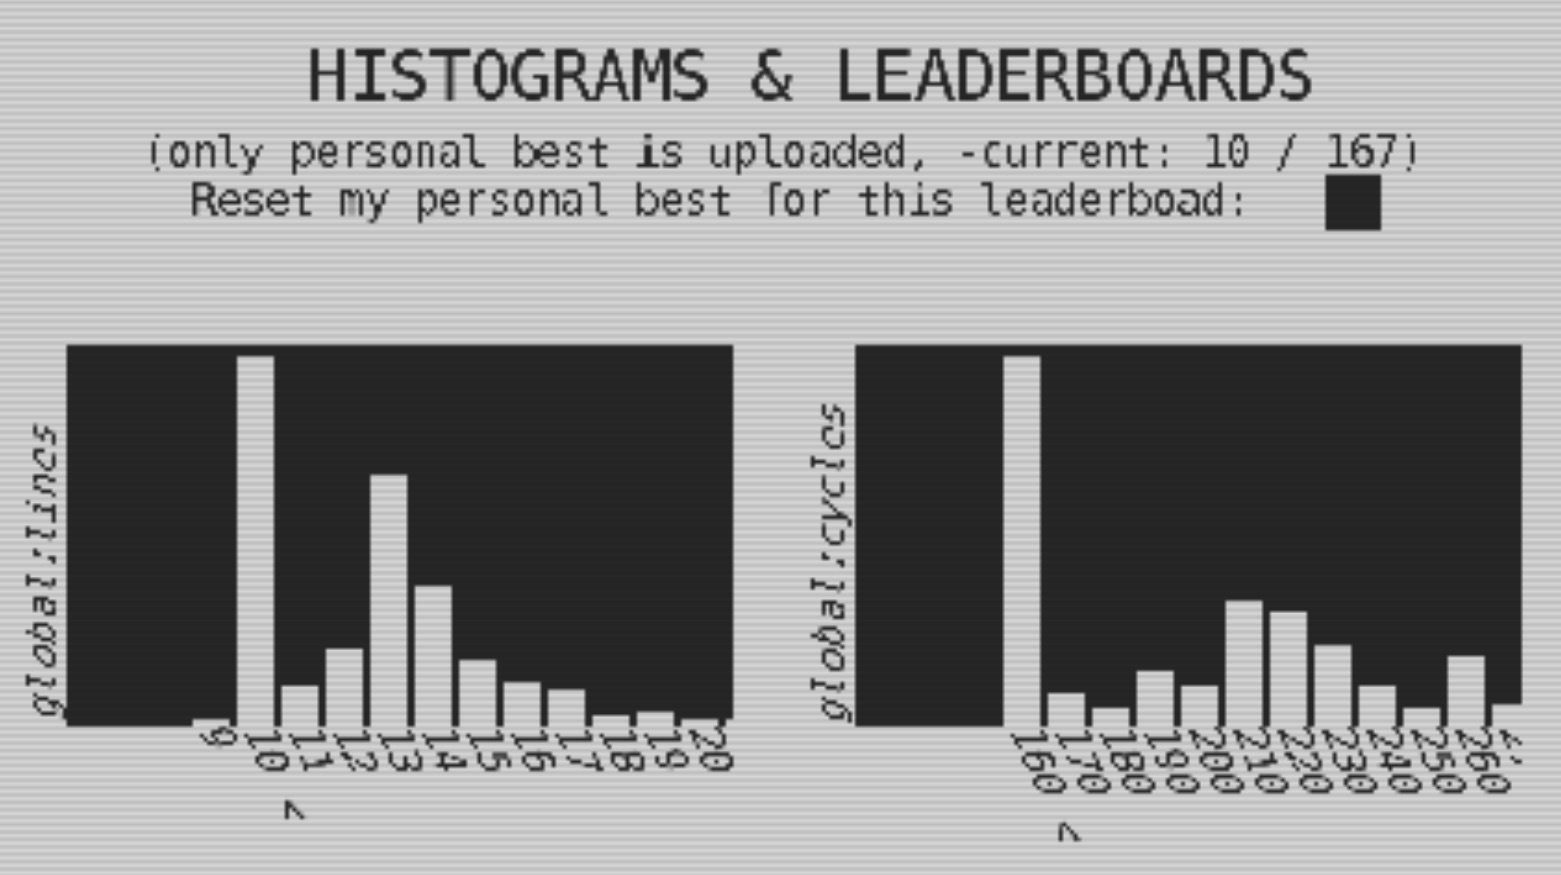 HISTOGRAMS & LEADERBOARDS
(only personal best is uploaded, -current: 10 / 167)
Reset my personal best for this leaderboad:
global:lines
9 10 11 12 13 14 15 16 17 18 19 20
global:cycles
160 170 180 190 200 210 220 230 240 250 260